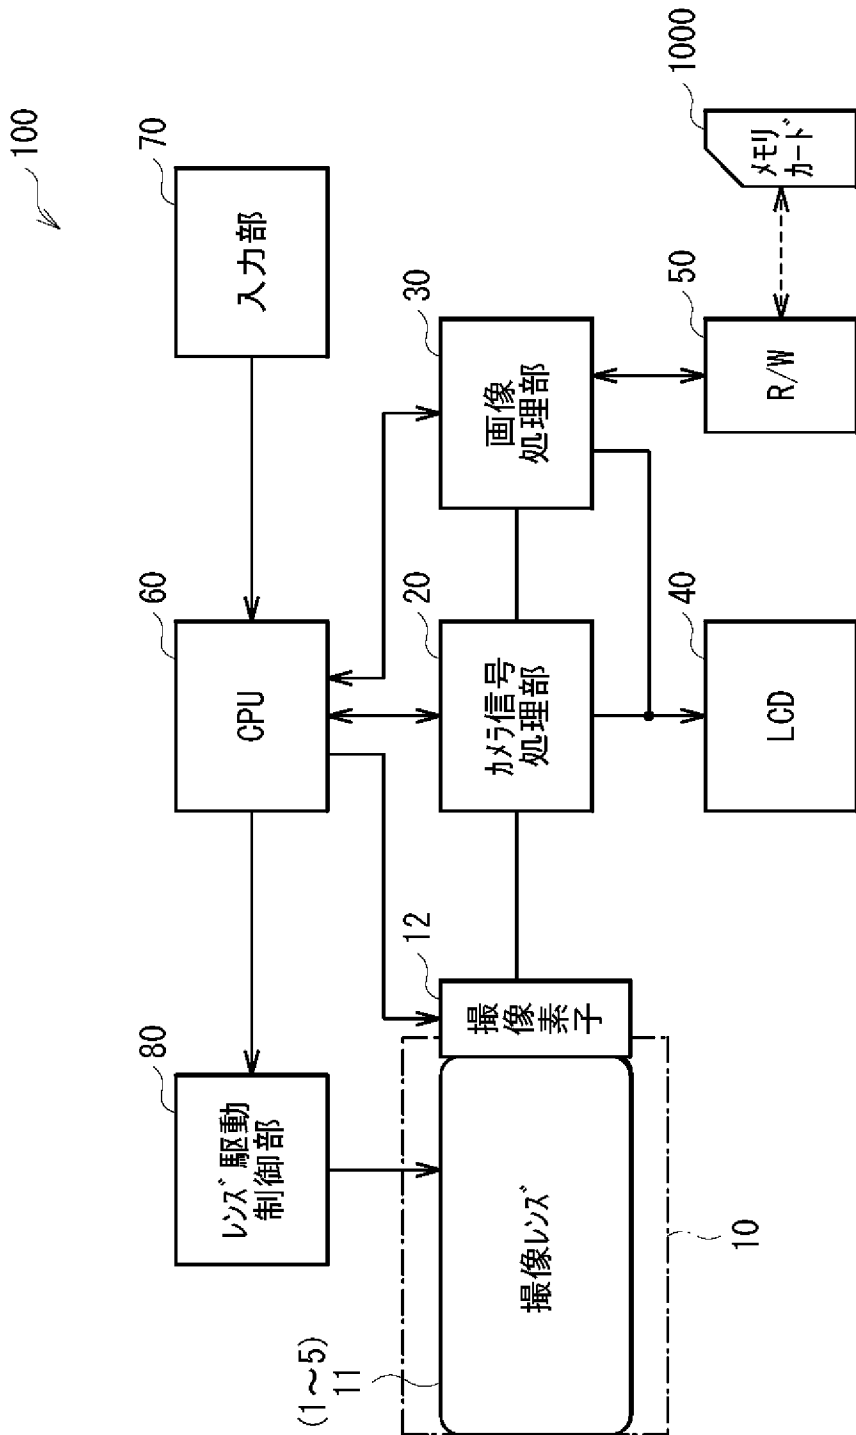 100
80
レンズ駆動
制御部
60
CPU
70
入力部
(1～5)
11
撮像レンズ
12
撮像
素子
20
カメラ信号
処理部
30
画像
処理部
10
40
LCD
50
R/W
1000
メモリ
カード